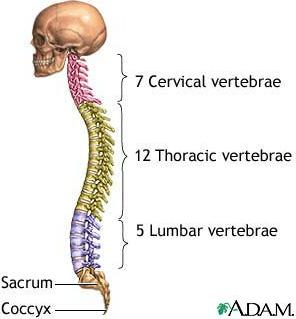 7 Cervical vertebrae
12 Thoracic vertebrae
5 Lumbar vertebrae
Sacrum
Coccyx
A.D.A.M.